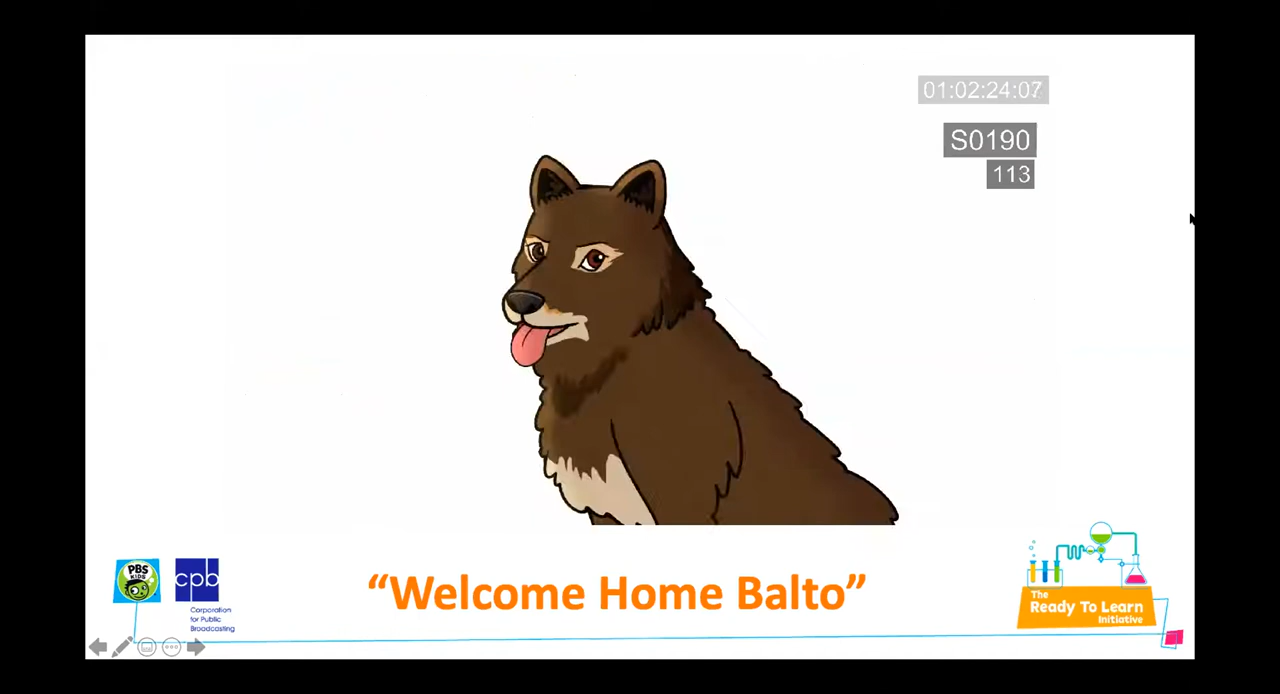 01:02:24:07
S0190
113
PBS
KIDS
cpb
Corporation
for Public
Broadcasting
“Welcome Home Balto”
The
Ready To Learn
Initiative